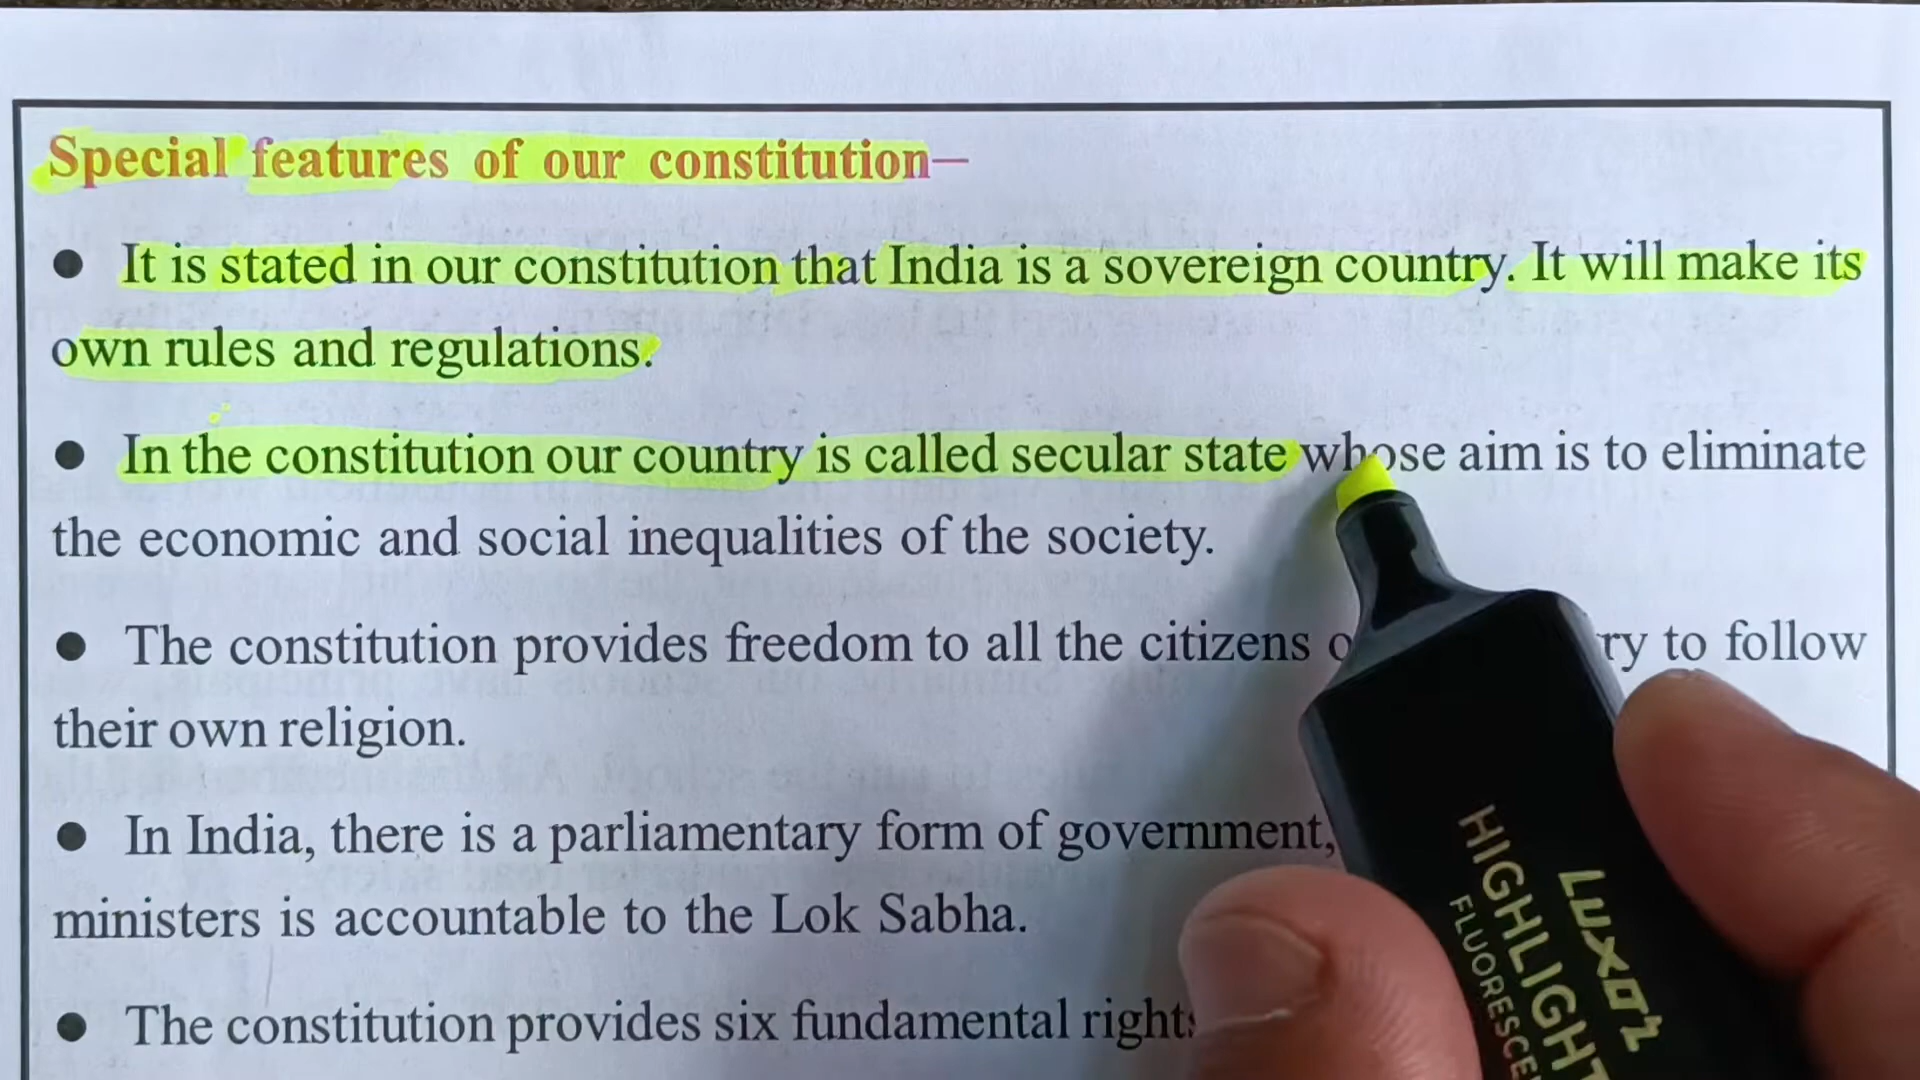 Special features of our constitution—
● It is stated in our constitution that India is a sovereign country. It will make its
own rules and regulations.
● In the constitution our country is called secular state whose aim is to eliminate
the economic and social inequalities of the society.
● The constitution provides freedom to all the citizens to follow
their own religion.
● In India, there is a parliamentary form of government,
ministers is accountable to the Lok Sabha.
● The constitution provides six fundamental rights
LUXOR
HIGHLIGHT
FLUORESCE